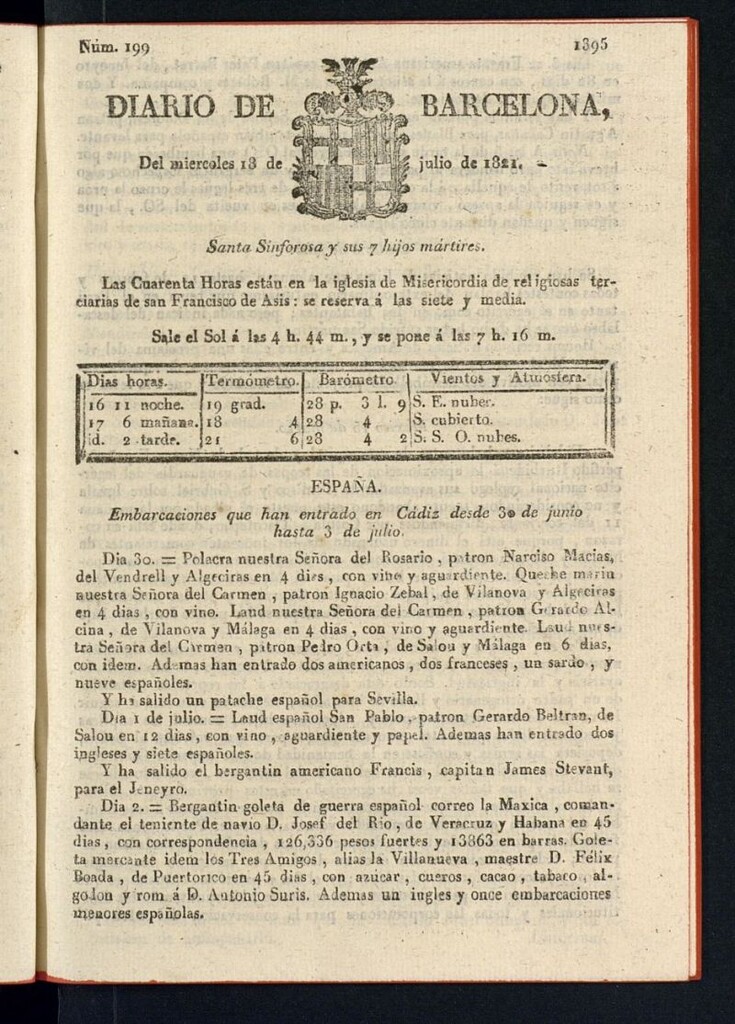 Núm. 199 1395
DIARIO DE BARCELONA,
Del miercoles 18 de julio de 1821.
Santa Sinforosa y sus 7 hijos mártires.
Las Cuarenta Horas están en la iglesia de Misericordia de religiosas ter-
ciarias de san Francisco de Asis: se reserva á las siete y media.
Sale el Sol á las 4 h. 44 m., y se pone á las 7 h. 16 m.
Dias horas. Termómetro. Barómetro Vientos y Atmosfera.
16 11 noche. 19 grad. 28 p. 3 l. 9 S. E. nuber.
17 6 mañana. 18 4 28 4 S. cubierto.
id. 2 tarde. 21 6 28 4 2 S. S. O. nubes.
ESPAÑA.
Embarcaciones que han entrado en Cádiz desde 30 de junio
hasta 3 de julio.
Dia 30. = Polacra nuestra Señora del Rosario, patron Narciso Macias,
del Vendrell y Algeciras en 4 dias, con vino y aguardiente. Queche marin
nuestra Señora del Carmen, patron Ignacio Zebal, de Vilanova y Algeciras
en 4 dias, con vino. Laud nuestra Señora del Carmen, patron Gerardo Al-
cina, de Vilanova y Málaga en 4 dias, con vino y aguardiente. Laud nues-
tra Señora del Carmen, patron Pedro Orta, de Salou y Málaga en 6 dias,
con idem. Ademas han entrado dos americanos, dos franceses, un sardo, y
nueve españoles.
Y ha salido un patache español para Sevilla.
Dia 1 de julio. = Laud español San Pablo, patron Gerardo Beltran, de
Salou en 12 dias, con vino, aguardiente y papel. Ademas han entrado dos
ingleses y siete españoles.
Y ha salido el bergantin americano Francis, capitan James Stevant,
para el Jeneyro.
Dia 2. = Bergantin goleta de guerra español correo la Maxica, coman-
dante el teniente de navio D. Josef del Rio, de Veracruz y Habana en 45
dias, con correspondencia, 126,336 pesos fuertes y 13863 en barras. Gole-
ta mercante idem los Tres Amigos, alias la Villanueva, maestre D. Félix
Boada, de Puertorico en 45 dias, con azúcar, cueros, cacao, tabaco, al-
godon y rom á D. Antonio Suris. Ademas un ingles y once embarcaciones
menores españolas.